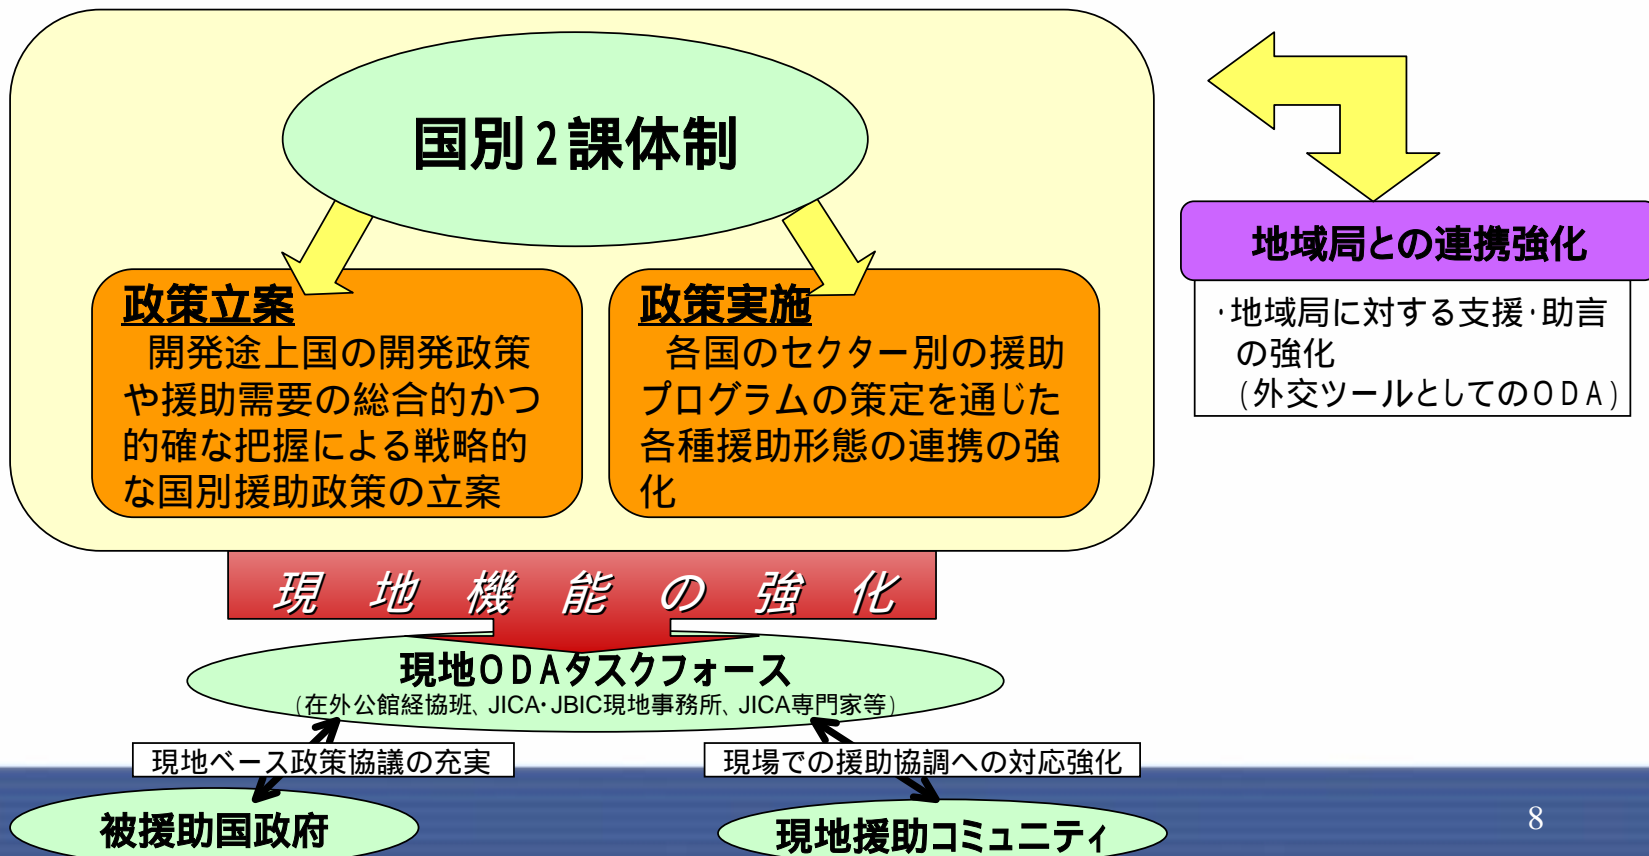 国別2課体制
政策立案
開発途上国の開発政策
や援助需要の総合的かつ
的確な把握による戦略的
な国別援助政策の立案
政策実施
各国のセクター別の援助
プログラムの策定を通じた
各種援助形態の連携の強
化
地域局との連携強化
・地域局に対する支援・助言
の強化
(外交ツールとしてのODA)
現地機能の強化
現地ODAタスクフォース
(在外公館経協班、JICA・JBIC現地事務所、JICA専門家等)
現地ベース政策協議の充実
現場での援助協調への対応強化
被援助国政府
現地援助コミュニティ
8